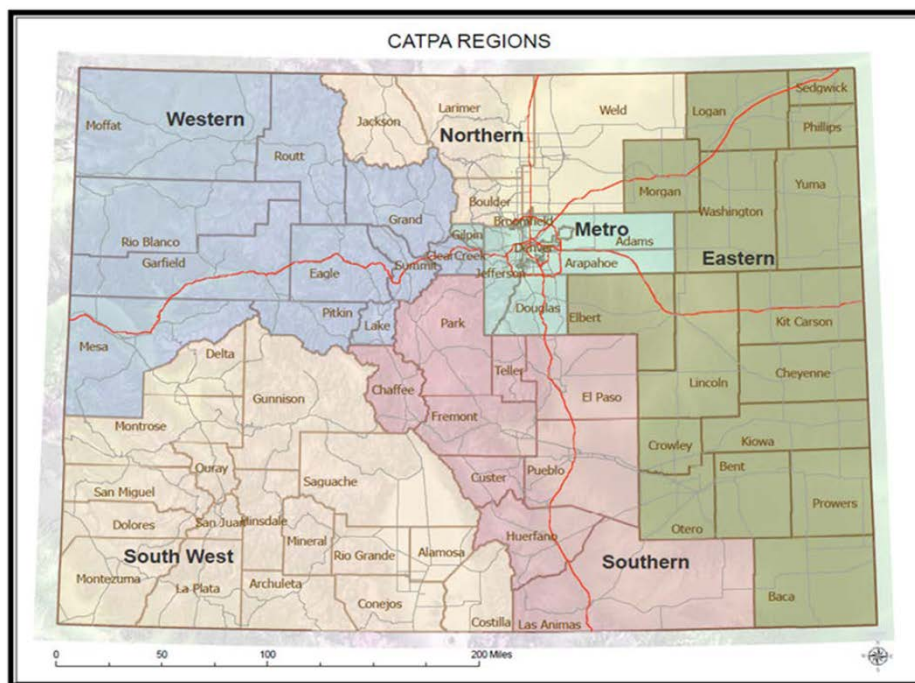 CATPA REGIONS
Western
Northern
Moffat
Routt
Jackson
Larimer
Weld
Logan
Sedgwick
Phillips
Morgan
Washington
Yuma
Boulder
Broomfield
Grand
Gilpin
Metro
Denver
Adams
Rio Blanco
Garfield
Eagle
Summit
Clear Creek
Jefferson
Arapahoe
Eastern
Pitkin
Lake
Park
Douglas
Elbert
Kit Carson
Mesa
Delta
Gunnison
Chaffee
Teller
El Paso
Lincoln
Cheyenne
Montrose
Fremont
Ouray
Saguache
Custer
Pueblo
Crowley
Kiowa
Bent
San Miguel
Dolores
San Juan
Hinsdale
Mineral
Rio Grande
Alamosa
Huerfano
Otero
Prowers
South West
Southern
Montezuma
La Plata
Archuleta
Conejos
Costilla
Las Animas
Baca
0 50 100 200 Miles